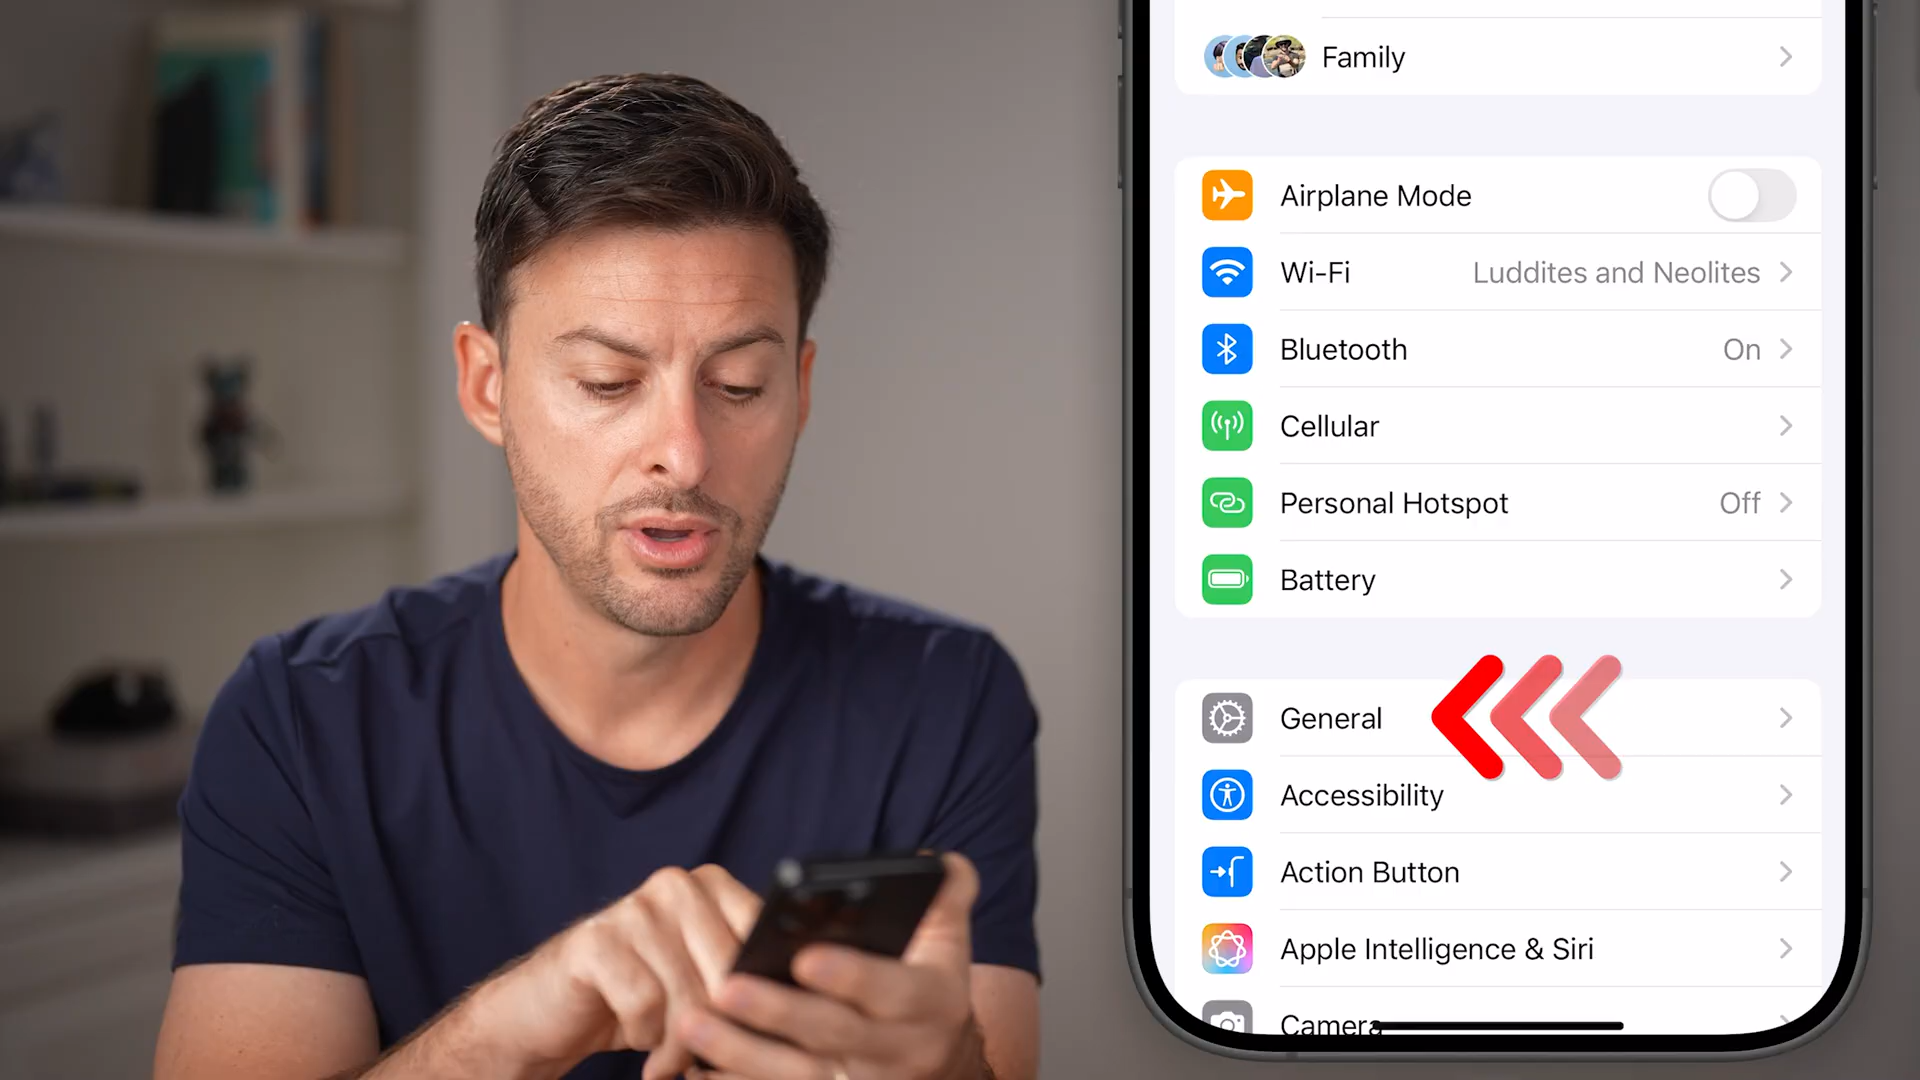 Family
Airplane Mode
Wi-Fi Luddites and Neolites
Bluetooth On
Cellular
Personal Hotspot Off
Battery
General
Accessibility
Action Button
Apple Intelligence & Siri
Camera